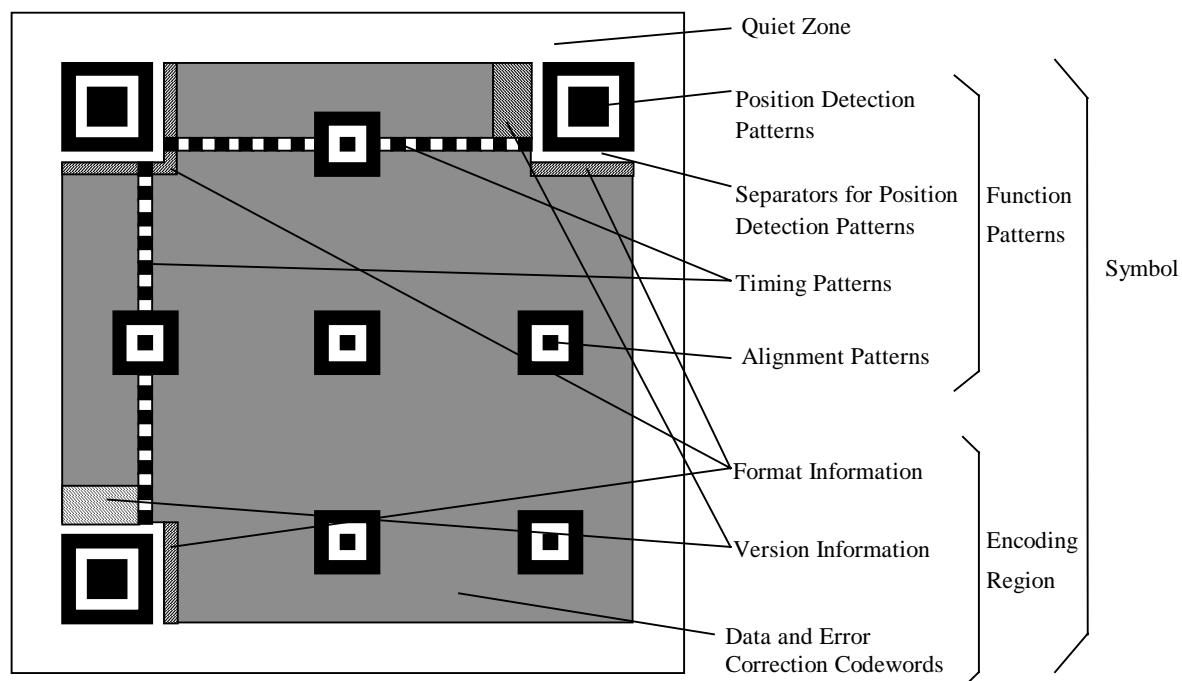 Quiet Zone
Position Detection
Patterns
Separators for Position
Detection Patterns
Timing Patterns
Alignment Patterns
Function
Patterns
Symbol
Format Information
Version Information
Encoding
Region
Data and Error
Correction Codewords